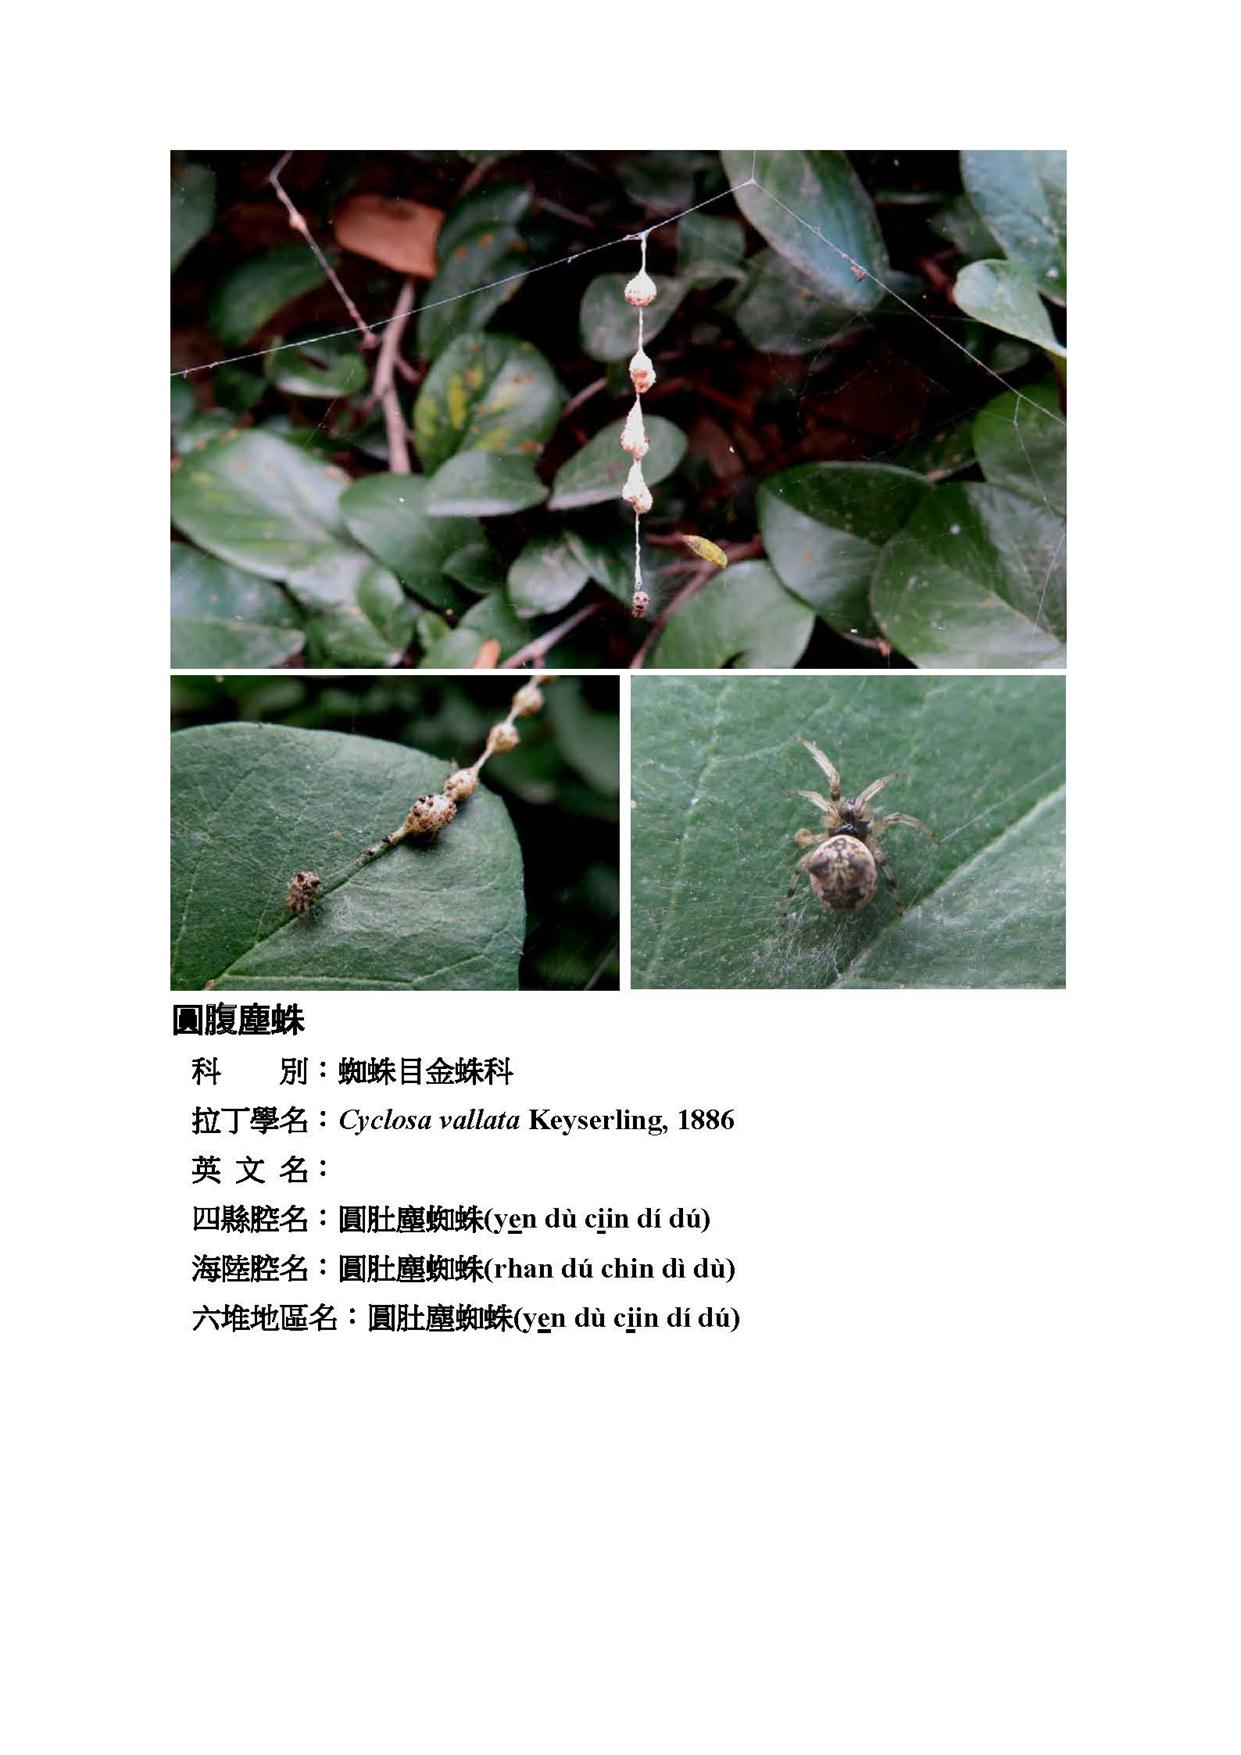 圓腹塵蛛
科　　別：蜘蛛目金蛛科
拉丁學名：Cyclosa vallata Keyserling, 1886
英 文 名：
四縣腔名：圓肚塵蜘蛛(yen dù ciin dí dú)
海陸腔名：圓肚塵蜘蛛(rhan dú chin dì dù)
六堆地區名：圓肚塵蜘蛛(yen dù ciin dí dú)